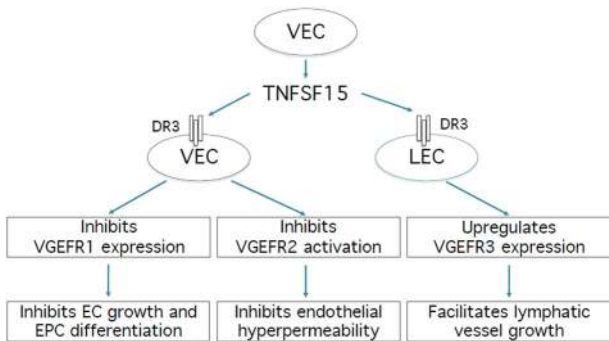 VEC
TNFSF15
DR3
DR3
VEC
LEC
Inhibits
VGEFR1 expression
Inhibits
VGEFR2 activation
Upregulates
VGEFR3 expression
Inhibits EC growth and
EPC differentiation
Inhibits endothelial
hyperpermeability
Facilitates lymphatic
vessel growth